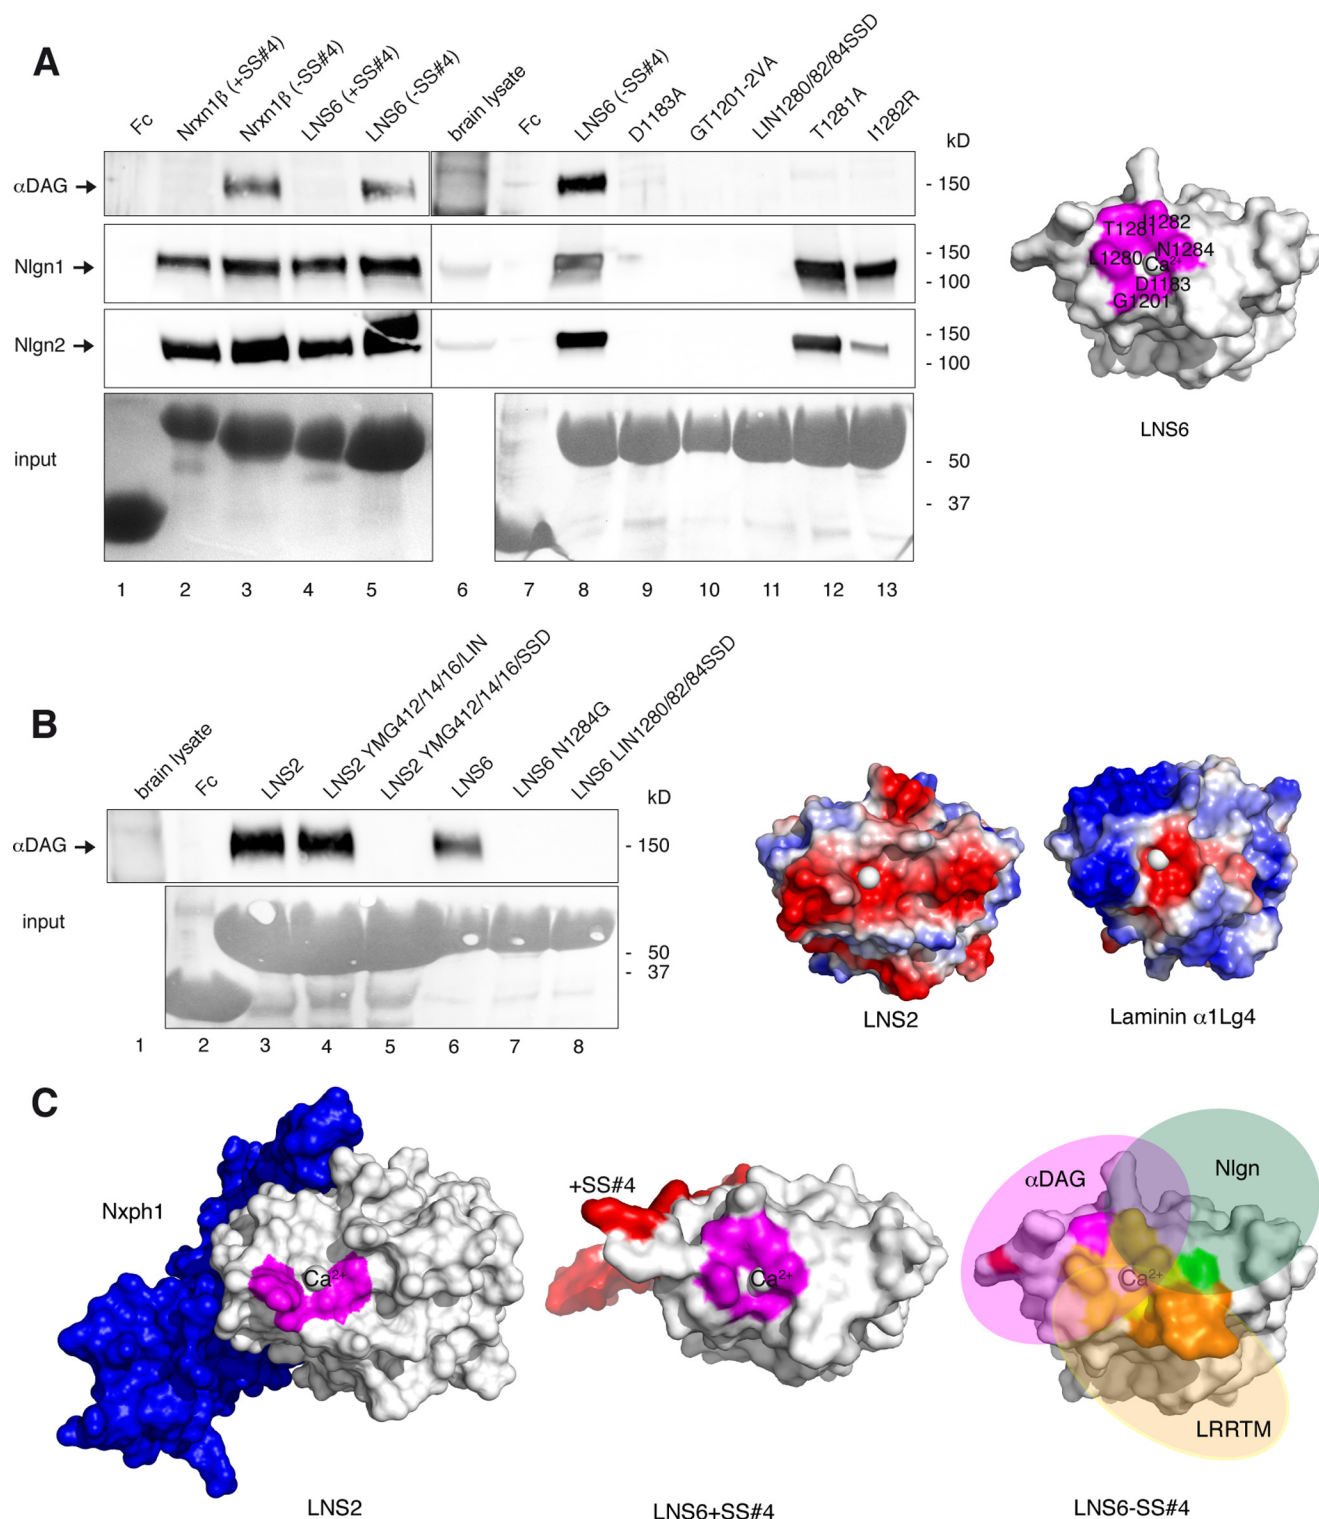 A
Fc
Nrxn1β (+SS#4)
Nrxn1β (-SS#4)
LNS6 (+SS#4)
LNS6 (-SS#4)
brain lysate
Fc
LNS6 (-SS#4)
D1183A
GT1201-2VA
LIN1280/82/84SSD
T1281A
I1282R
kD
αDAG
- 150
Nlgn1
- 150
- 100
Nlgn2
- 150
- 100
input
- 50
- 37
1 2 3 4 5 6 7 8 9 10 11 12 13
T1281
I1282
L1280
N1284
Ca²⁺
D1183
G1201
LNS6
B
brain lysate
Fc
LNS2
LNS2 YMG412/14/16/LIN
LNS2 YMG412/14/16/SSD
LNS6
LNS6 N1284G
LNS6 LIN1280/82/84SSD
kD
αDAG
- 150
input
- 50
- 37
1 2 3 4 5 6 7 8
LNS2
Laminin α1Lg4
C
Nxph1
Ca²⁺
LNS2
+SS#4
Ca²⁺
LNS6+SS#4
αDAG
Nlgn
Ca²⁺
LRRTM
LNS6-SS#4